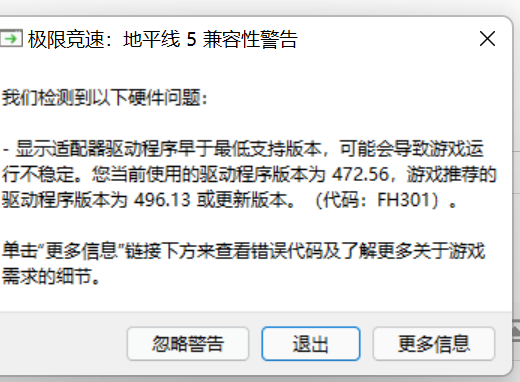 极限竞速：地平线 5 兼容性警告
我们检测到以下硬件问题：
- 显示适配器驱动程序早于最低支持版本，可能会导致游戏运
行不稳定。您当前使用的驱动程序版本为 472.56，游戏推荐的
驱动程序版本为 496.13 或更新版本。（代码：FH301）。
单击“更多信息”链接下方来查看错误代码及了解更多关于游戏
需求的细节。
忽略警告 退出 更多信息